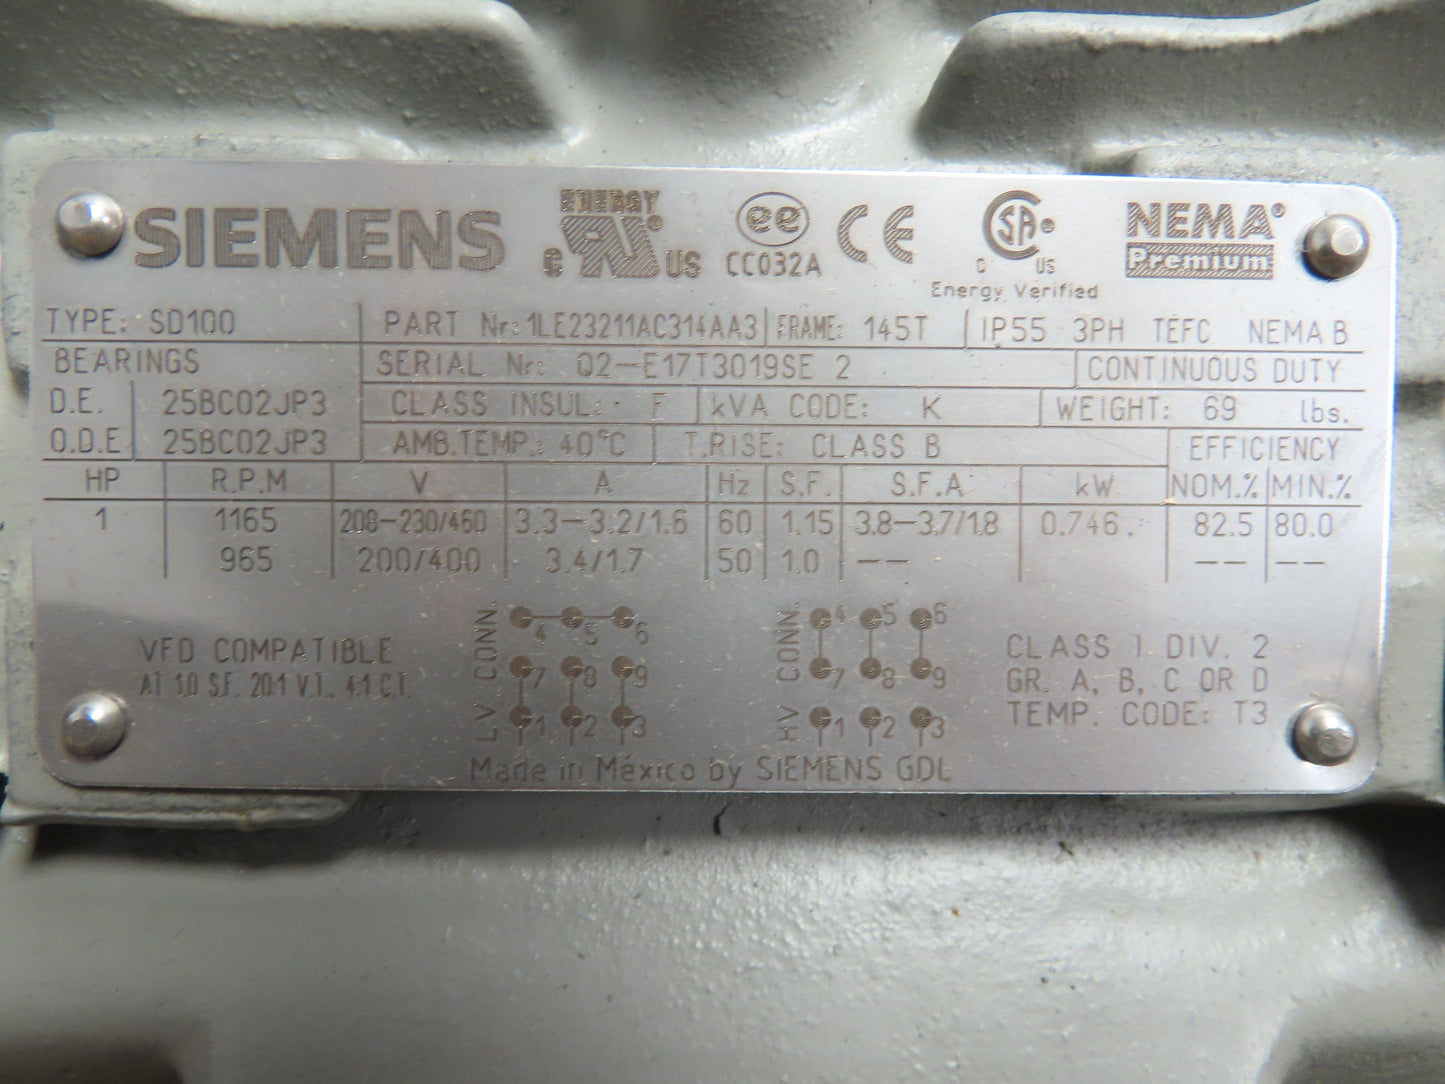 SIEMENS
ENERGY
C UR US
ee
CC032A
CE
SA
C US
Energy Verified
NEMA
Premium
TYPE: SD100 PART Nr: 1LE23211AC314AA3 FRAME: 145T IP55 3PH TEFC NEMA B
BEARINGS SERIAL Nr: Q2-E17T3019SE 2 CONTINUOUS DUTY
D.E. 25BC02JP3 CLASS INSUL: F kVA CODE: K WEIGHT: 69 lbs.
O.D.E 25BC02JP3 AMB.TEMP.: 40°C T.RISE: CLASS B EFFICIENCY
HP R.P.M V A Hz S.F. S.F.A kW NOM.% MIN.%
1 1165 208-230/460 3.3-3.2/1.6 60 1.15 3.8-3.7/1.8 0.746 82.5 80.0
965 200/400 3.4/1.7 50 1.0 -- -- --
VFD COMPATIBLE
AT 1.0 S.F. 20:1 V.T., 4:1 C.T.
LV CONN.
4 5 6
7 8 9
1 2 3
HV CONN.
4 5 6
7 8 9
1 2 3
CLASS I DIV. 2
GR. A, B, C OR D
TEMP. CODE: T3
Made in México by SIEMENS GDL